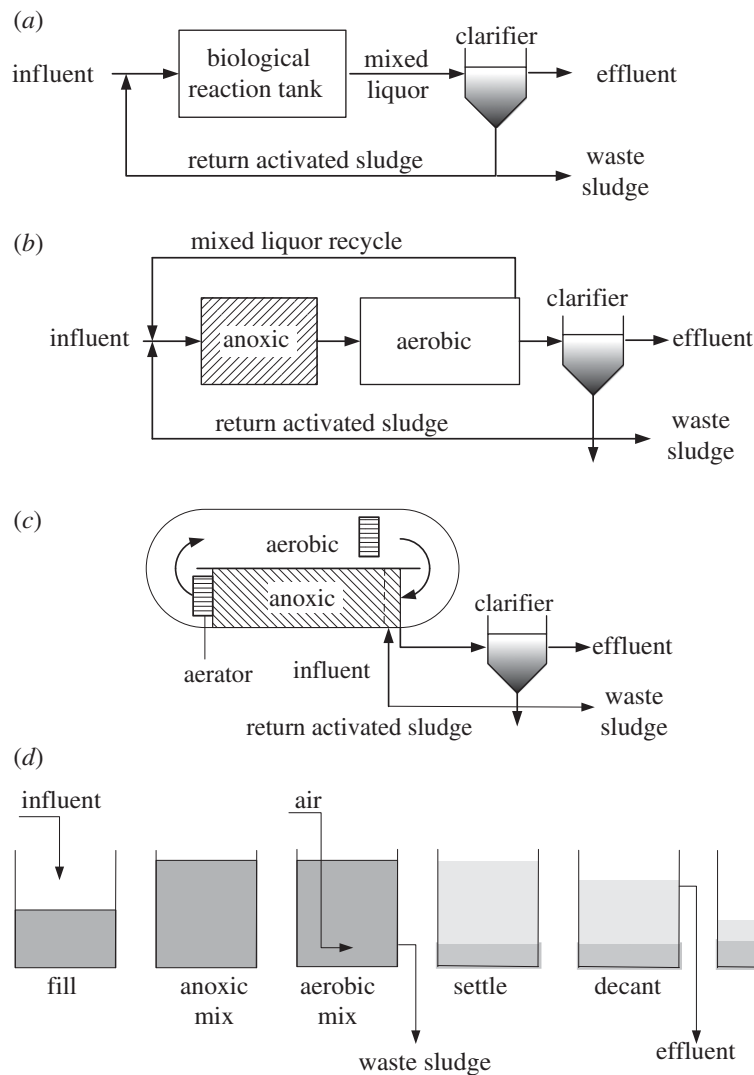 (a)
influent
biological
reaction tank
mixed
liquor
clarifier
effluent
return activated sludge
waste
sludge
(b)
mixed liquor recycle
influent
anoxic
aerobic
clarifier
effluent
return activated sludge
waste
sludge
(c)
aerobic
anoxic
clarifier
aerator
influent
effluent
return activated sludge
waste
sludge
(d)
influent
air
fill
anoxic
mix
aerobic
mix
settle
decant
waste sludge
effluent